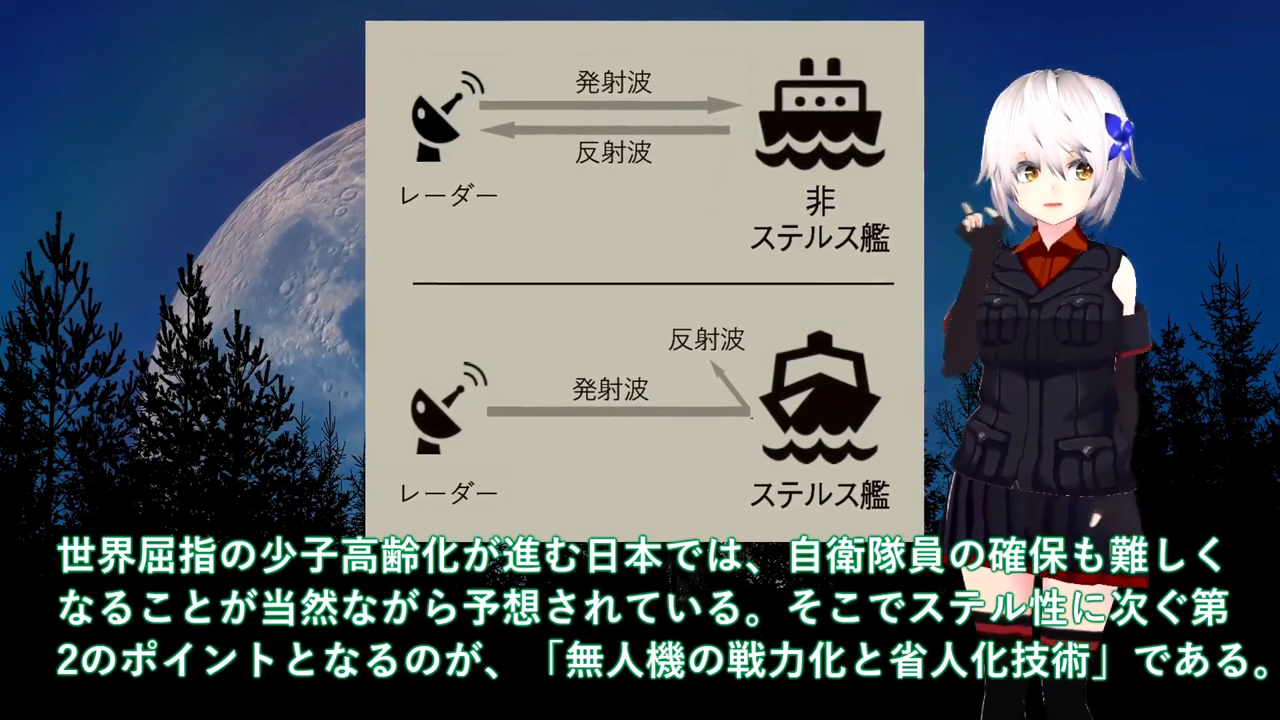 発射波
反射波
レーダー
非
ステルス艦
反射波
発射波
レーダー
ステルス艦
世界屈指の少子高齢化が進む日本では、自衛隊員の確保も難しく
なることが当然ながら予想されている。そこでステル性に次ぐ第
2のポイントとなるのが、「無人機の戦力化と省人化技術」である。